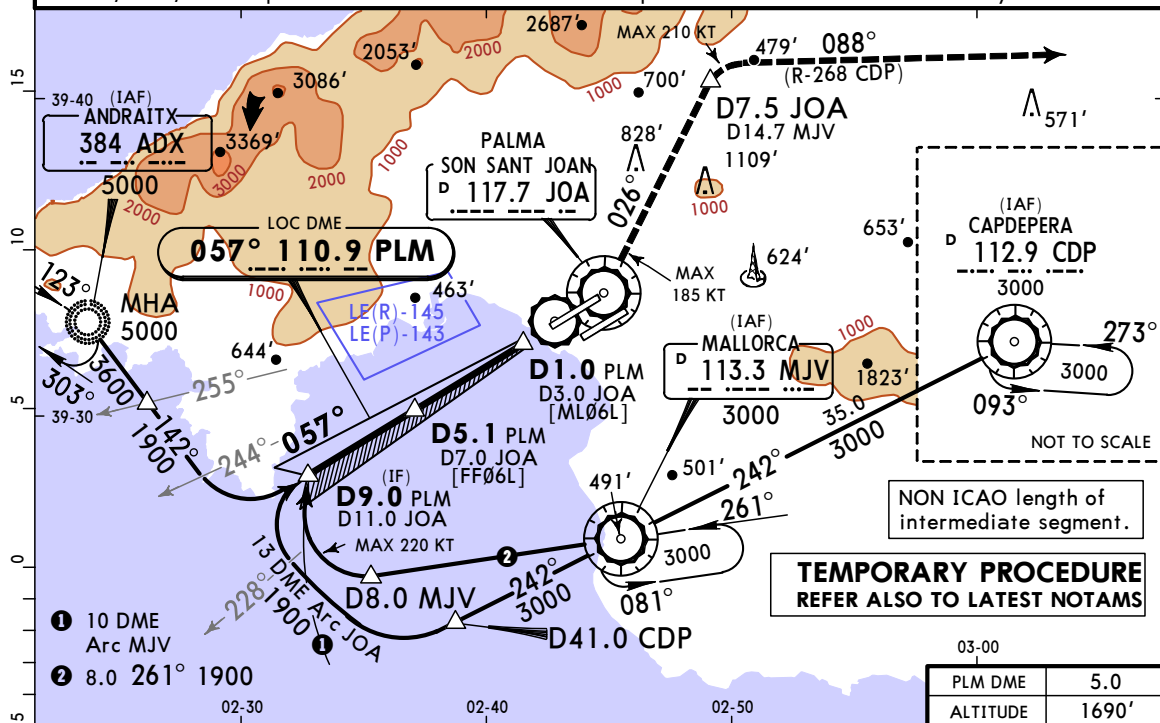 2687'
MAX 210 KT
479'
088°
(R-268 CDP)
2053'
2000
3086'
700'
1000
D7.5 JOA
D14.7 MJV
15
39-40
(IAF)
ANDRAITX
384 ADX
5000
3369'
3000
2000
2000
1000
PALMA
SON SANT JOAN
D 117.7 JOA
828'
1109'
1000
571'
026°
LOC DME
057° 110.9 PLM
10
653'
(IAF)
CAPDEPERA
D 112.9 CDP
3000
123°
MHA
5000
1000
463'
LE(R)-145
LE(P)-143
MAX
185 KT
624'
(IAF)
MALLORCA
D 113.3 MJV
3000
1000
1823'
273°
3000
093°
NOT TO SCALE
303°
3600
644'
255°
D1.0 PLM
D3.0 JOA
[ML06L]
5
39-30
142°
1900
244°
057°
D5.1 PLM
D7.0 JOA
[FF06L]
35.0
242°
3000
(IF)
D9.0 PLM
D11.0 JOA
491'
501'
261°
3000
081°
NON ICAO length of
intermediate segment.
MAX 220 KT
2
0
13 DME Arc JOA
1900
228°
D8.0 MJV
242°
3000
TEMPORARY PROCEDURE
REFER ALSO TO LATEST NOTAMS
D41.0 CDP
1
1 10 DME
Arc MJV
2 8.0 261° 1900
03-00
PLM DME 5.0
ALTITUDE 1690'
5
02-30
02-40
02-50